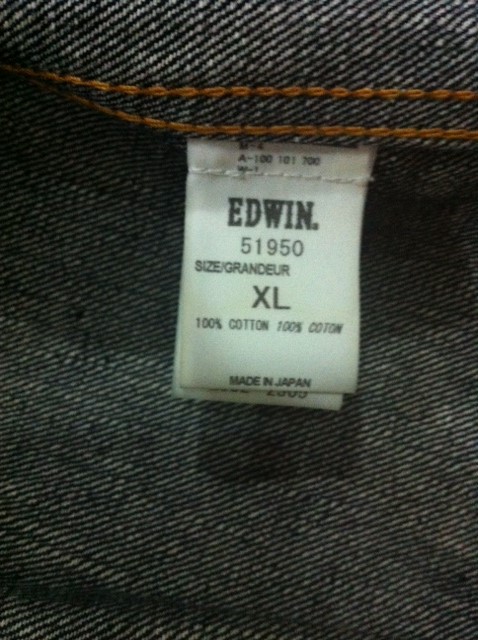 A-100 101 700
EDWIN.
51950
SIZE/GRANDEUR
XL
100% COTTON 100% COTON
MADE IN JAPAN